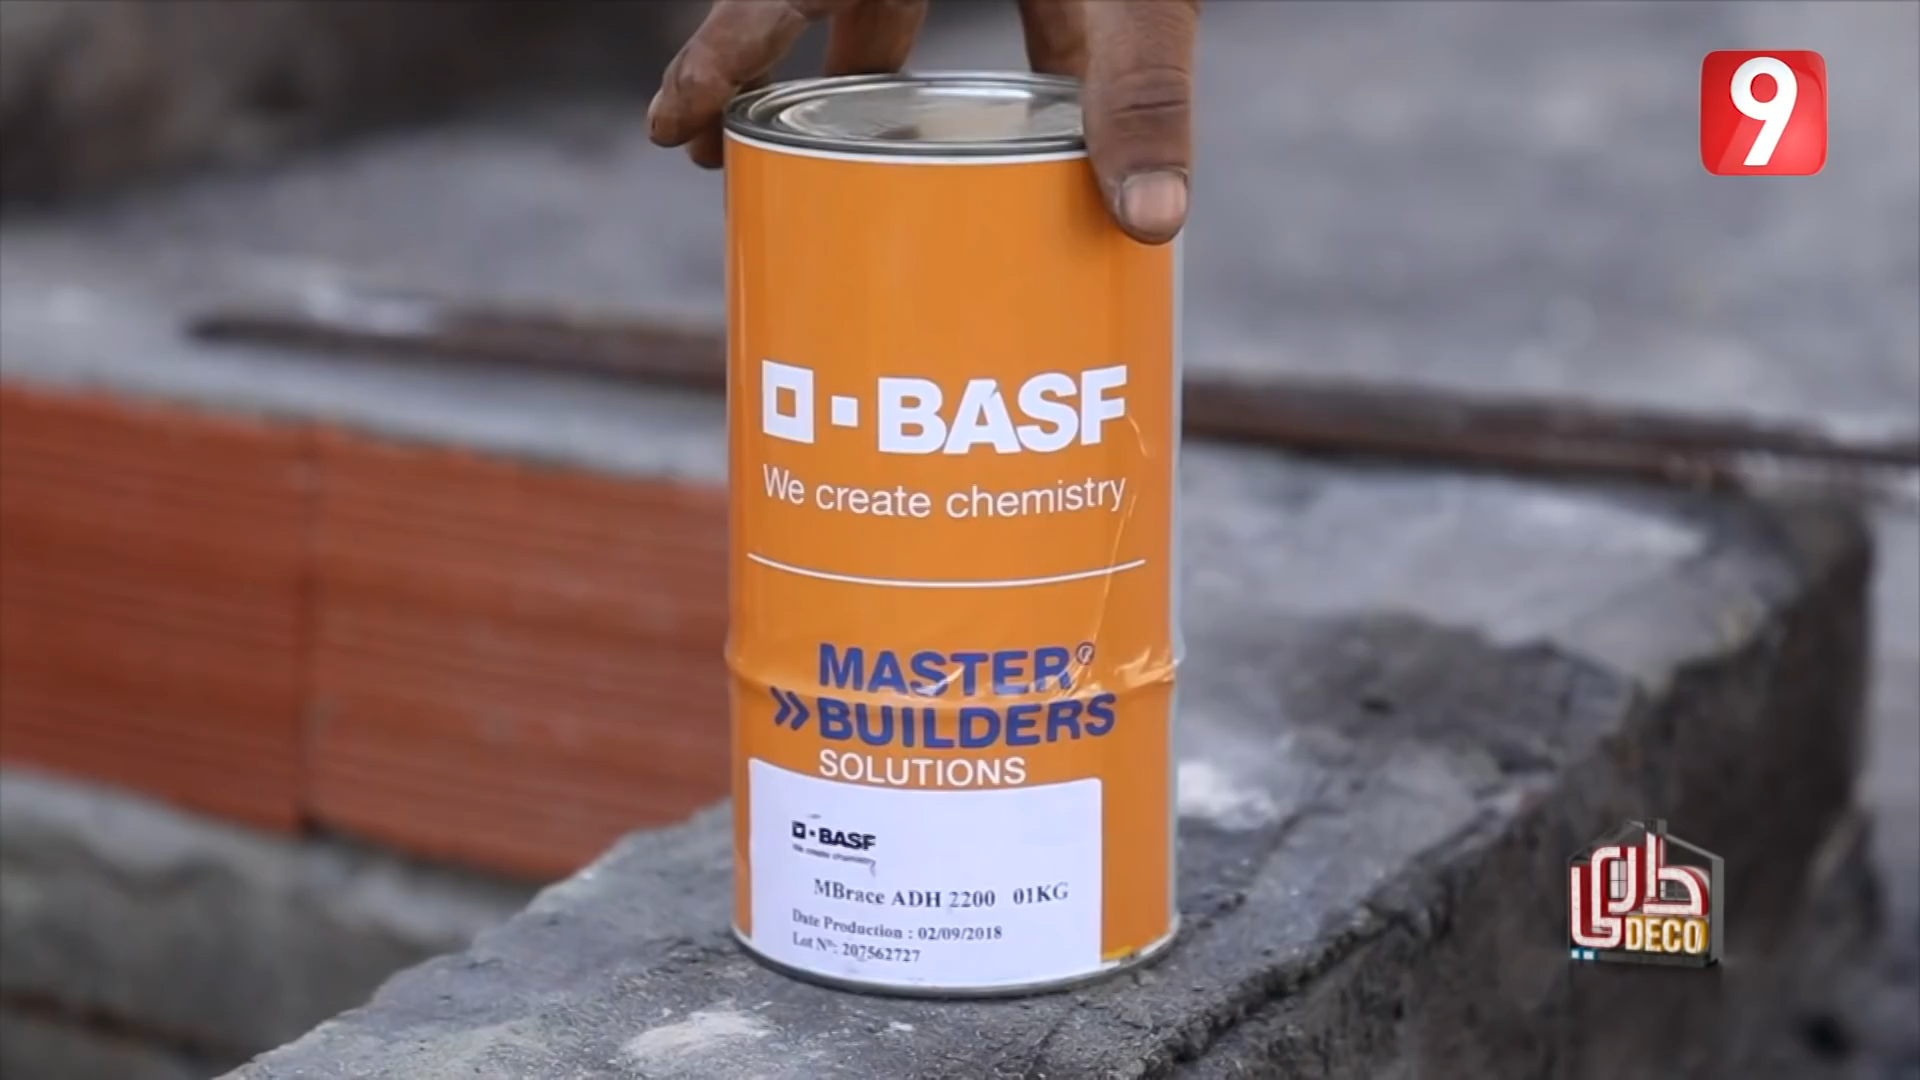 9
BASF
We create chemistry
MASTER®
»BUILDERS
SOLUTIONS
BASF
We create chemistry
MBrace ADH 2200 01KG
Date Production : 02/09/2018
Lot N°: 207562727
DECO